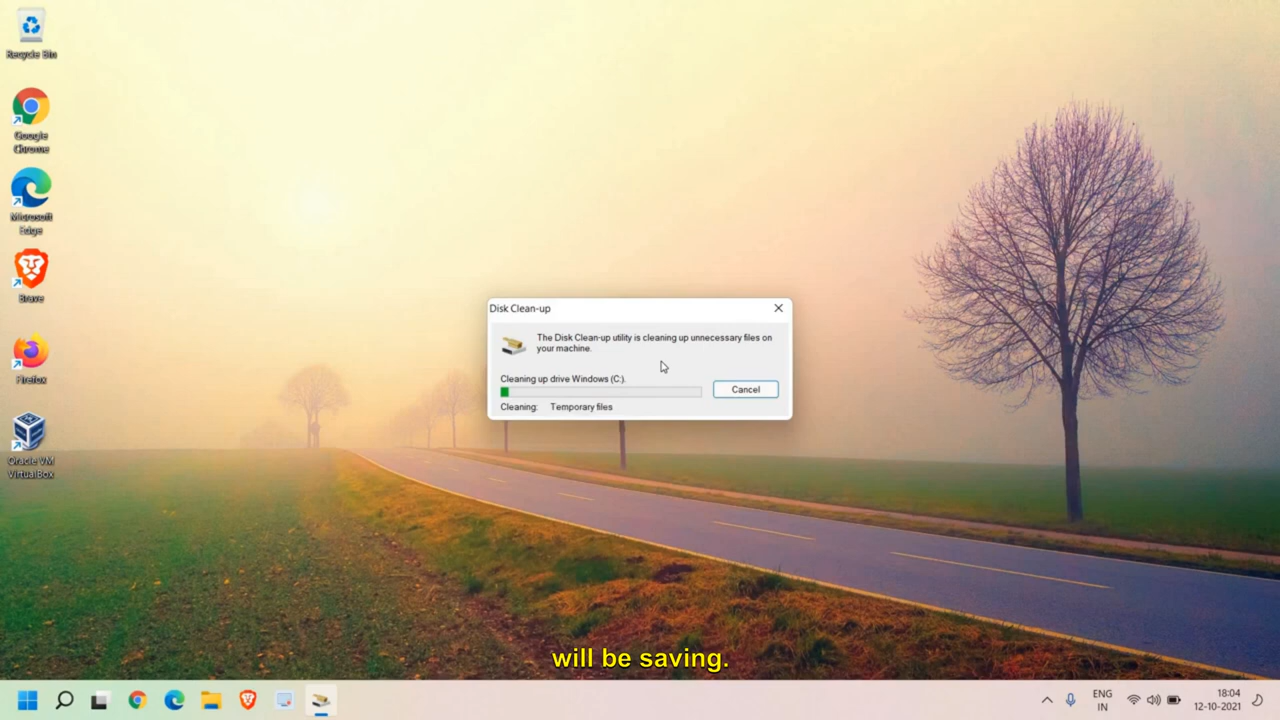 Recycle Bin
Google
Chrome
Microsoft
Edge
Brave
Firefox
Oracle VM
VirtualBox
Disk Clean-up
The Disk Clean-up utility is cleaning up unnecessary files on
your machine.
Cleaning up drive Windows (C:).
Cancel
Cleaning: Temporary files
will be saving.
ENG
IN
18:04
12-10-2021